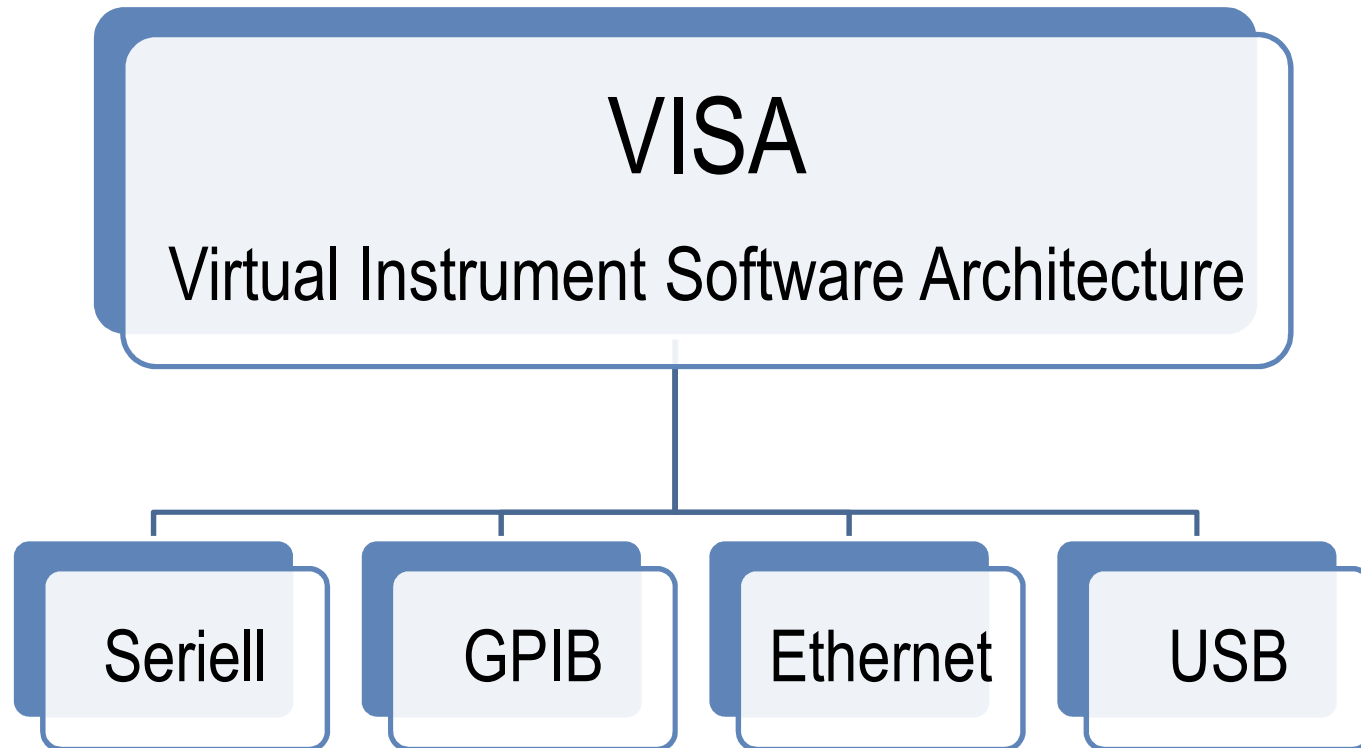 VISA
Virtual Instrument Software Architecture
Seriell
GPIB
Ethernet
USB